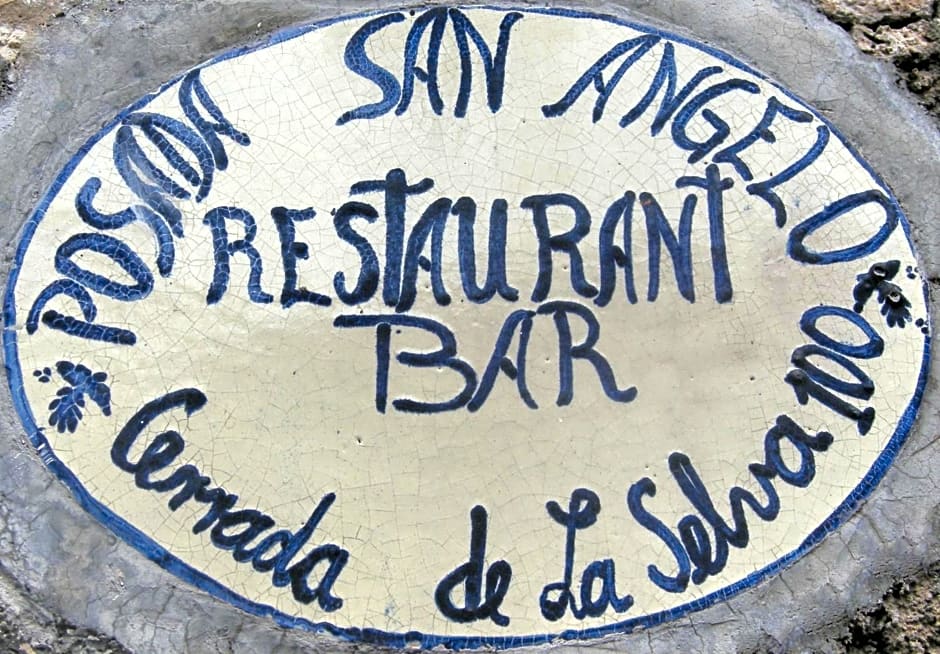 POSADA SAN ANGELO
RESTAURANT
BAR
Cerrada de La Selva 100